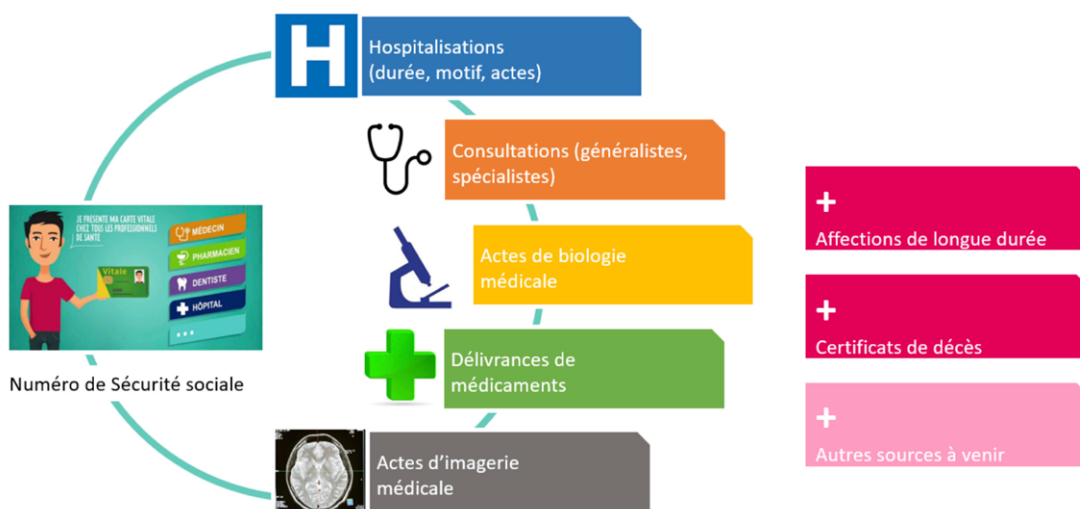 H
Hospitalisations
(durée, motif, actes)
Consultations (généralistes,
spécialistes)
JE PRÉSENTE MA CARTE VITALE
CHEZ TOUS LES PROFESSIONNELS
DE SANTÉ
Vitale
MÉDECIN
PHARMACIEN
DENTISTE
HÔPITAL
...
Numéro de Sécurité sociale
Actes de biologie
médicale
Délivrances de
médicaments
Actes d’imagerie
médicale
+
Affections de longue durée
+
Certificats de décès
+
Autres sources à venir